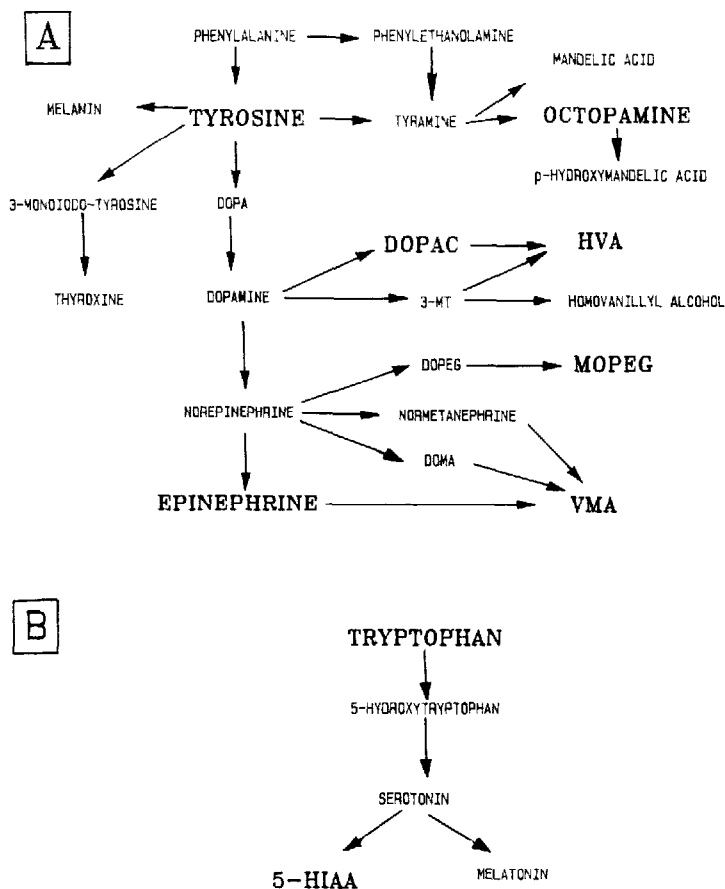 A
PHENYLALANINE
PHENYLETHANOLAMINE
MANDELIC ACID
MELANIN
TYROSINE
TYRAMINE
OCTOPAMINE
p-HYDROXYMANDELIC ACID
3-MONOIODO-TYROSINE
DOPA
DOPAC
HVA
THYROXINE
DOPAMINE
3-MT
HOMOVANILLYL ALCOHOL
DOPEG
MOPEG
NOREPINEPHRINE
NORMETANEPHRINE
DOMA
EPINEPHRINE
VMA
B
TRYPTOPHAN
5-HYDROXYTRYPTOPHAN
SEROTONIN
5-HIAA
MELATONIN